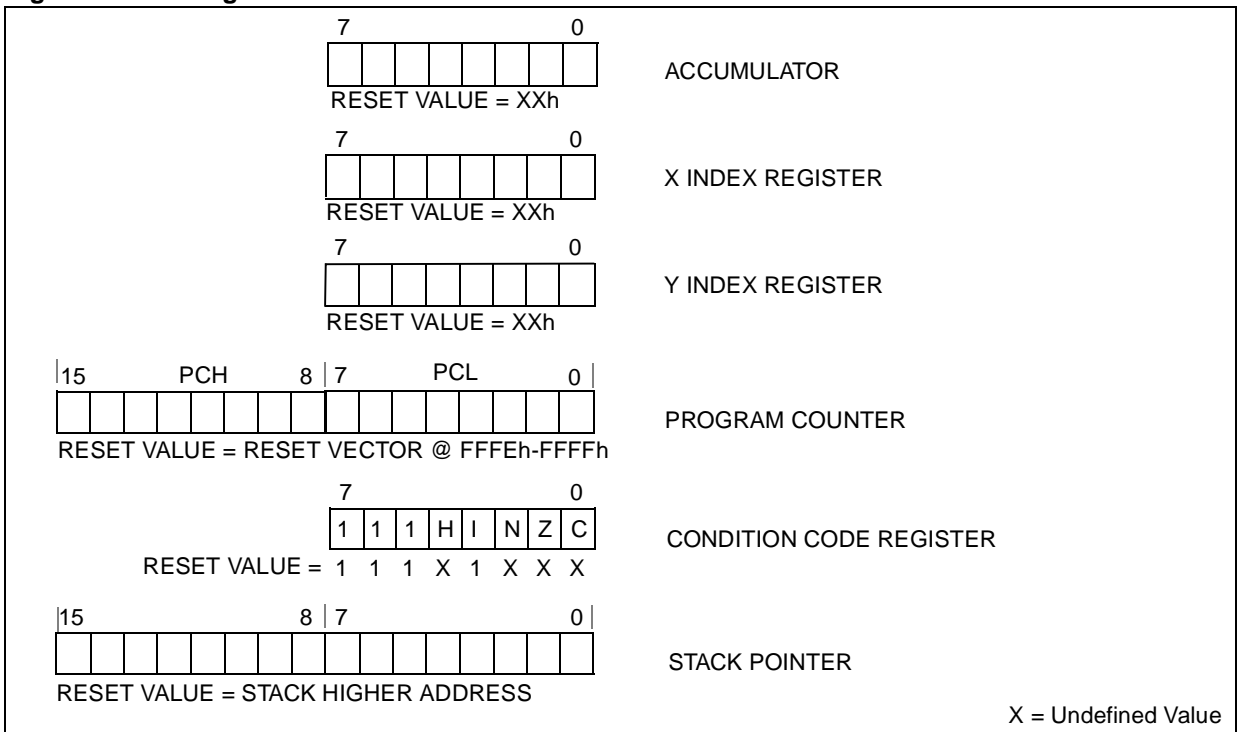 7 0
ACCUMULATOR
RESET VALUE = XXh
7 0
X INDEX REGISTER
RESET VALUE = XXh
7 0
Y INDEX REGISTER
RESET VALUE = XXh
15 PCH 8 7 PCL 0
PROGRAM COUNTER
RESET VALUE = RESET VECTOR @ FFFEh-FFFFh
7 0
1 1 1 H I N Z C
CONDITION CODE REGISTER
RESET VALUE = 1 1 1 X 1 X X X
15 8 7 0
STACK POINTER
RESET VALUE = STACK HIGHER ADDRESS
X = Undefined Value